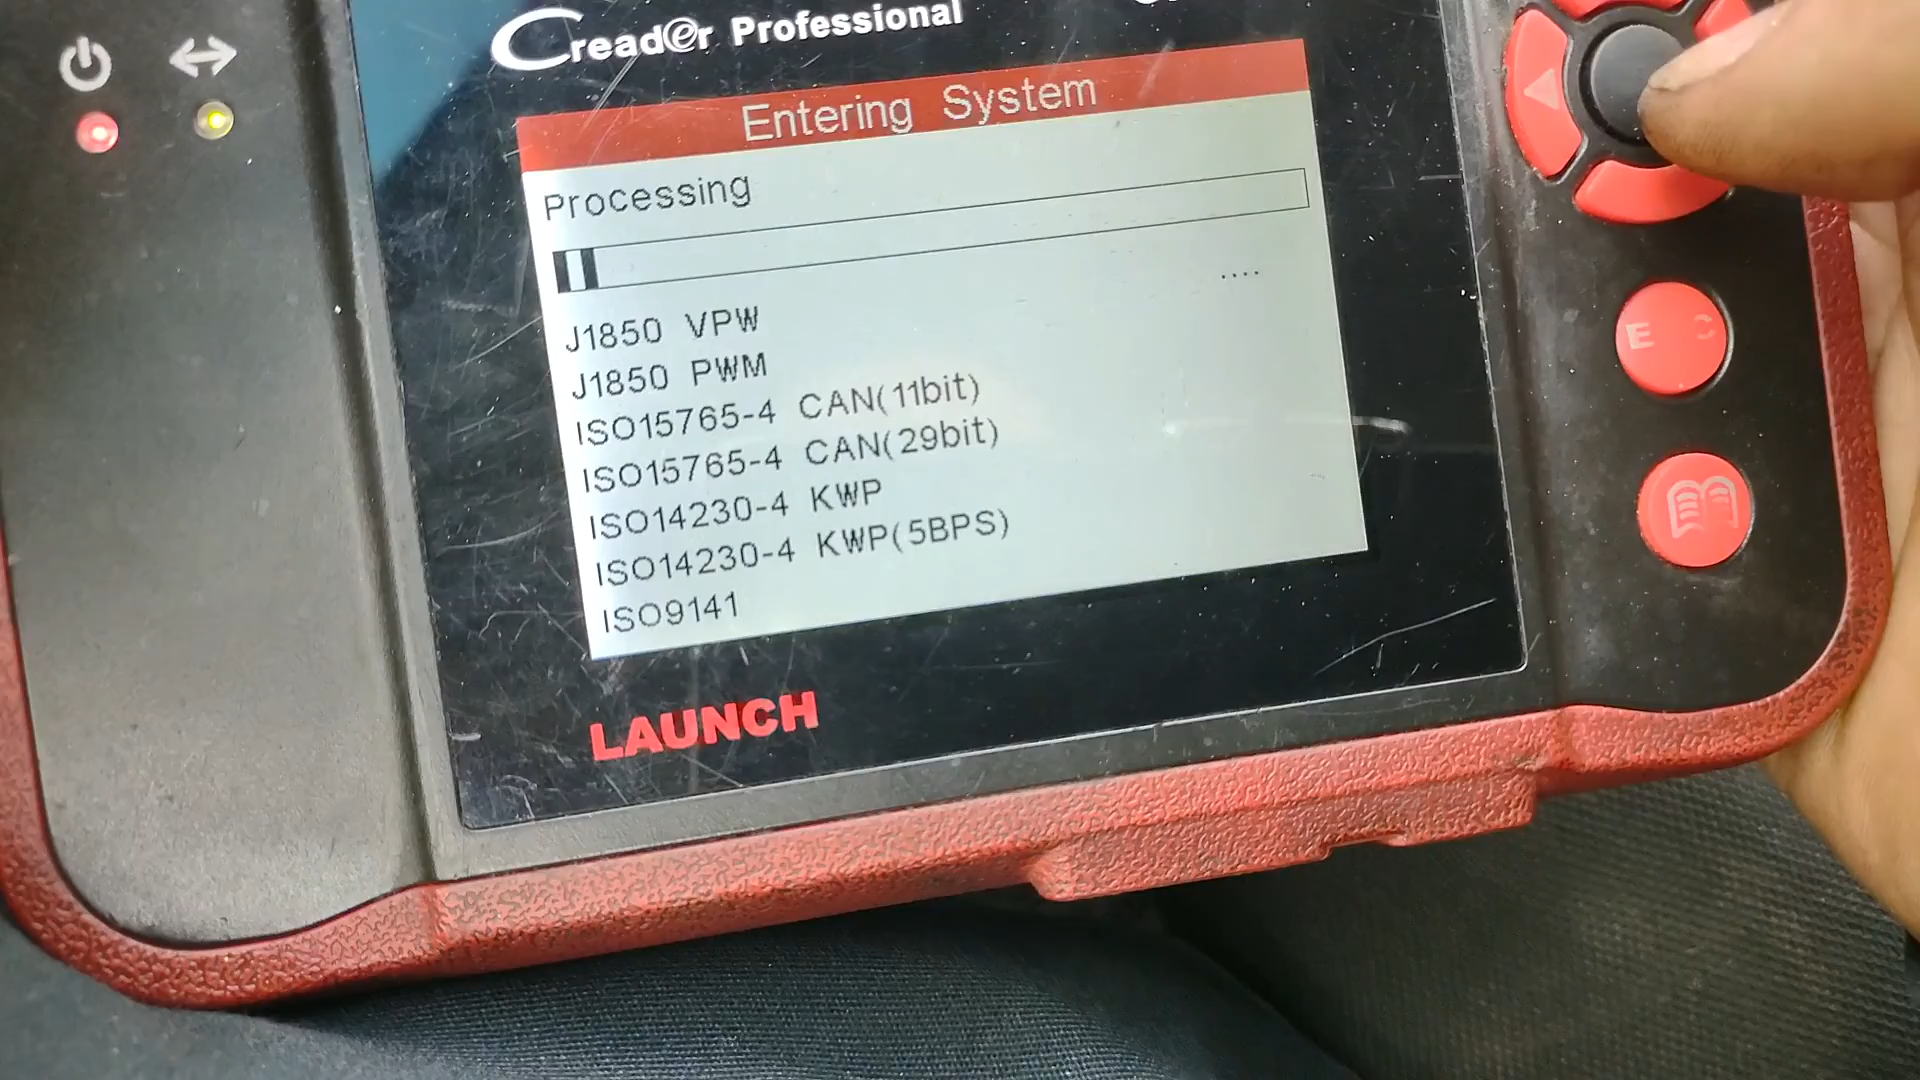 Creader Professional
Entering System
Processing
....
J1850 VPW
J1850 PWM
ISO15765-4 CAN(11bit)
ISO15765-4 CAN(29bit)
ISO14230-4 KWP
ISO14230-4 KWP(5BPS)
ISO9141
LAUNCH